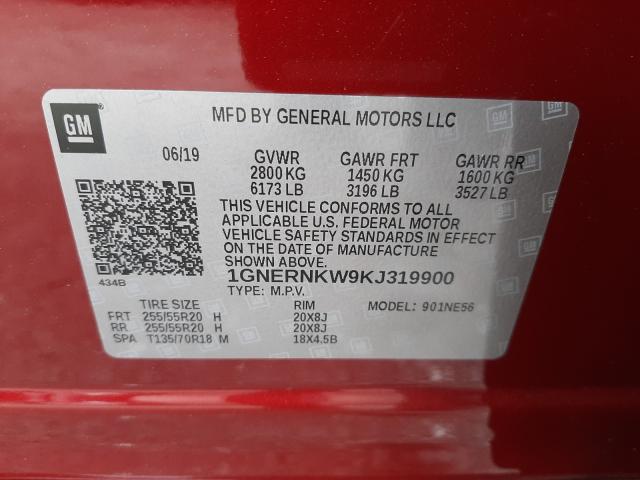 GM
MFD BY GENERAL MOTORS LLC
06/19 GVWR GAWR FRT GAWR RR
2800 KG 1450 KG 1600 KG
6173 LB 3196 LB 3527 LB
THIS VEHICLE CONFORMS TO ALL
APPLICABLE U.S. FEDERAL MOTOR
VEHICLE SAFETY STANDARDS IN EFFECT
ON THE DATE OF MANUFACTURE
SHOWN ABOVE.
434B 1GNERNKW9KJ319900
TYPE: M.P.V. MODEL: 901NE56
TIRE SIZE RIM
FRT 255/55R20 H 20X8J
RR 255/55R20 H 20X8J
SPA T135/70R18 M 18X4.5B